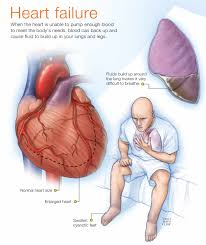 Heart failure
When the heart is unable to pump enough blood
to meet the body's needs, blood can back up and
cause fluid to build up in your lungs and legs.
Fluids build up around
the lungs makes it very
difficult to breathe
Normal heart size
Enlarged heart
Swollen
cyanotic feet